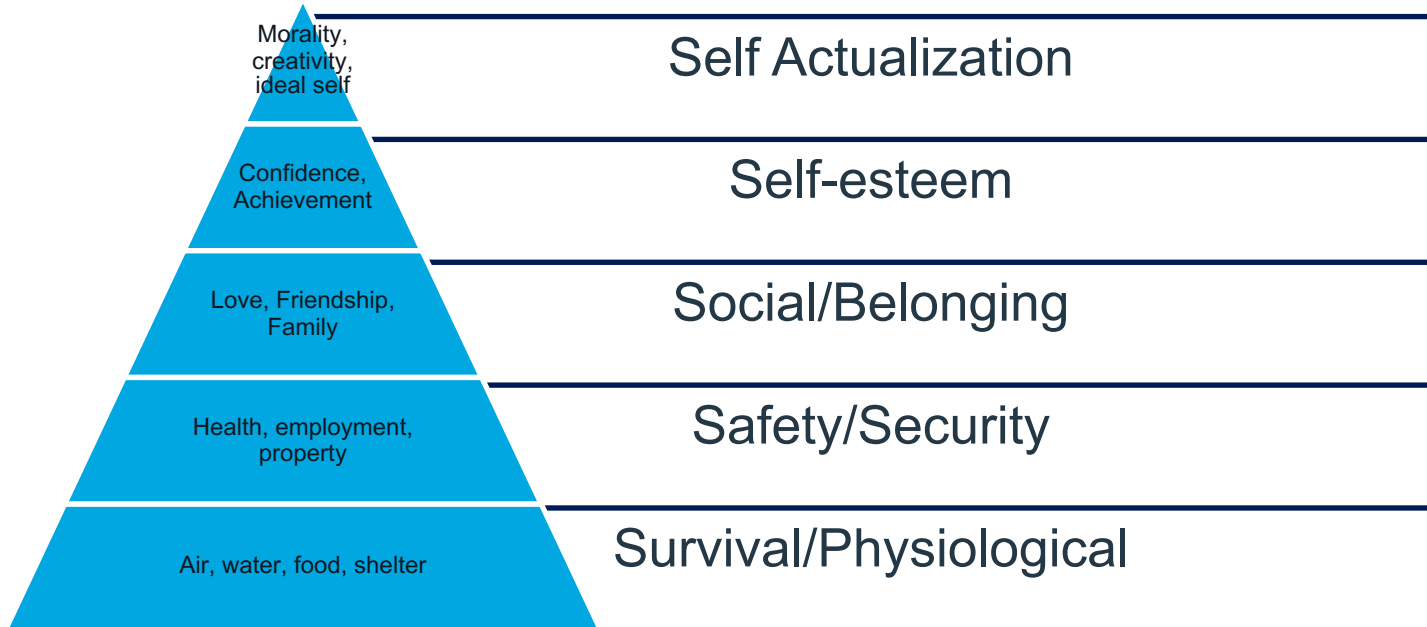 Morality,
creativity,
ideal self
Self Actualization
Confidence,
Achievement
Self-esteem
Love, Friendship,
Family
Social/Belonging
Health, employment,
property
Safety/Security
Air, water, food, shelter
Survival/Physiological